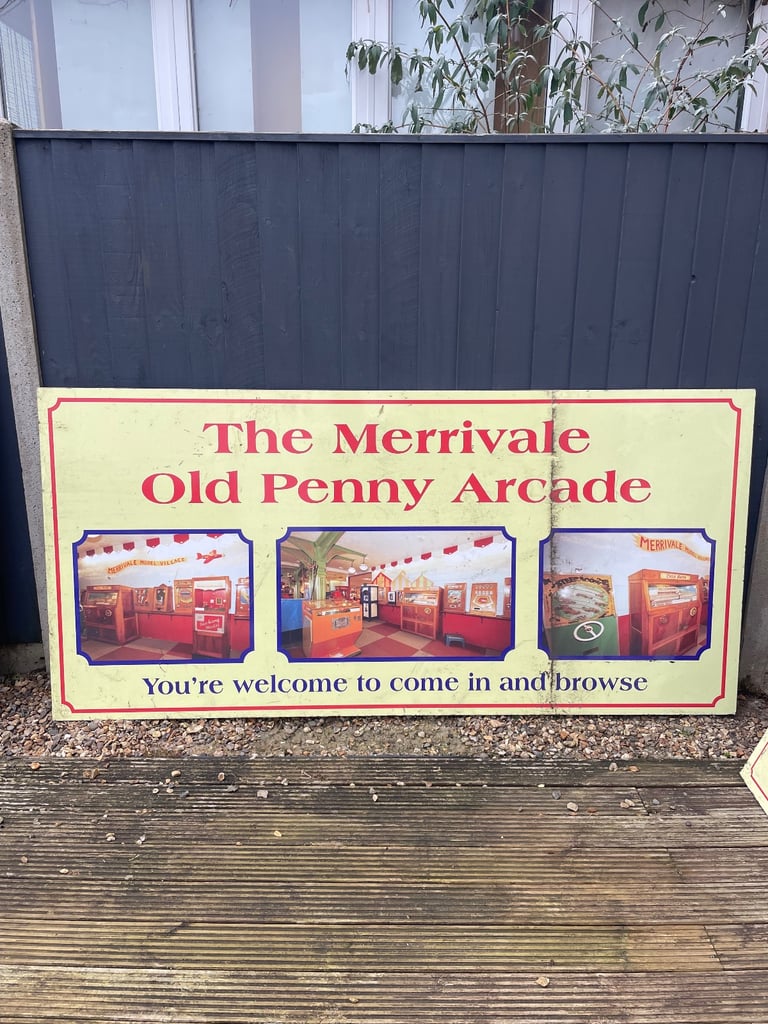 The Merrivale
Old Penny Arcade
MERRIVALE MODEL VILLAGE
MERRIVALE
You're welcome to come in and browse